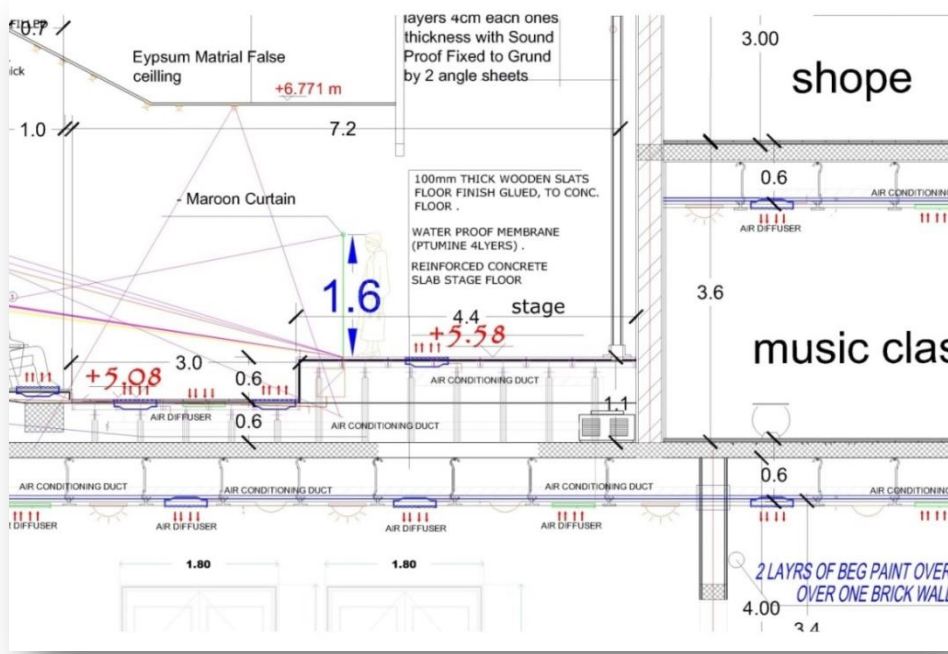 0.7
layers 4cm each ones
thickness with Sound
Proof Fixed to Grund
by 2 angle sheets
Eypsum Matrial False
ceilling
+6.771 m
1.0
7.2
3.00
shope
0.6
AIR CONDITIONING
AIR DIFFUSER
100mm THICK WOODEN SLATS
FLOOR FINISH GLUED, TO CONC.
FLOOR .
WATER PROOF MEMBRANE
(PTUMINE 4LYERS) .
REINFORCED CONCRETE
SLAB STAGE FLOOR
- Maroon Curtain
1.6
4.4
stage
+5.58
3.6
music clas
3.0
0.6
+5.08
AIR CONDITIONING DUCT
1.1
AIR DIFFUSER
0.6
AIR CONDITIONING DUCT
0.6
AIR CONDITIONING DUCT
AIR CONDITIONING DUCT
AIR CONDITIONING DUCT
AIR CONDITIONING
R DIFFUSER
AIR DIFFUSER
AIR DIFFUSER
AIR DIFFUSER
AIR DIFFUSER
1.80
1.80
2 LAYRS OF BEG PAINT OVER
OVER ONE BRICK WALL
4.00
3.4